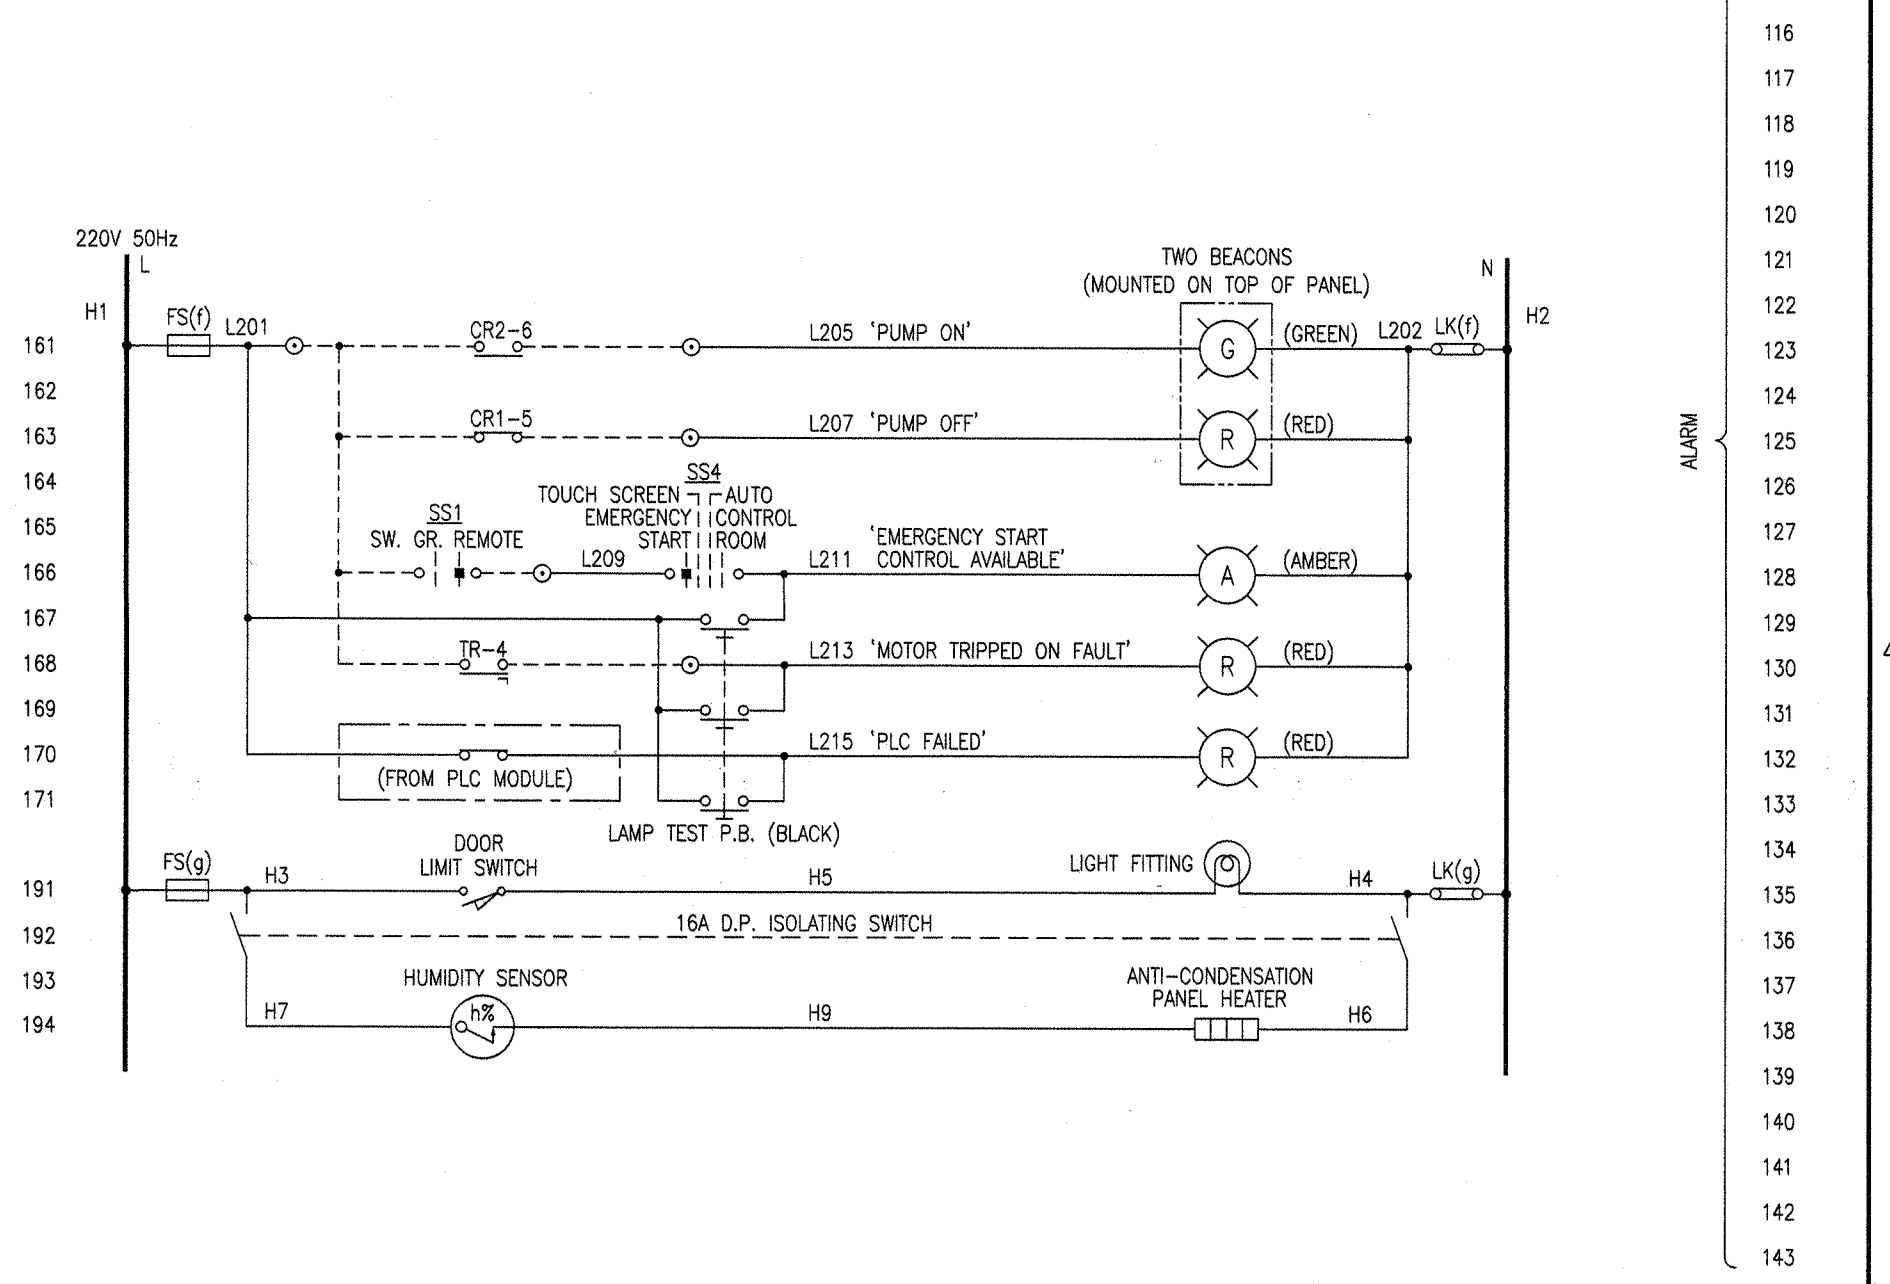 220V 50Hz
L
H1
FS(f)
L201
CR2-6
L205 'PUMP ON'
TWO BEACONS
(MOUNTED ON TOP OF PANEL)
G
(GREEN)
L202
LK(f)
N
H2
161
162
CR1-5
L207 'PUMP OFF'
R
(RED)
163
164
SS4
TOUCH SCREEN
EMERGENCY
START
AUTO
CONTROL
ROOM
165
SS1
SW. GR. REMOTE
L209
L211
'EMERGENCY START
CONTROL AVAILABLE'
A
(AMBER)
166
167
TR-4
L213 'MOTOR TRIPPED ON FAULT'
R
(RED)
168
169
170
(FROM PLC MODULE)
L215 'PLC FAILED'
R
(RED)
171
LAMP TEST P.B. (BLACK)
FS(g)
H3
DOOR
LIMIT SWITCH
H5
LIGHT FITTING
H4
LK(g)
191
16A D.P. ISOLATING SWITCH
192
193
HUMIDITY SENSOR
h%
ANTI-CONDENSATION
PANEL HEATER
194
H7
H9
H6
ALARM
116
117
118
119
120
121
122
123
124
125
126
127
128
129
130
131
132
133
134
135
136
137
138
139
140
141
142
143